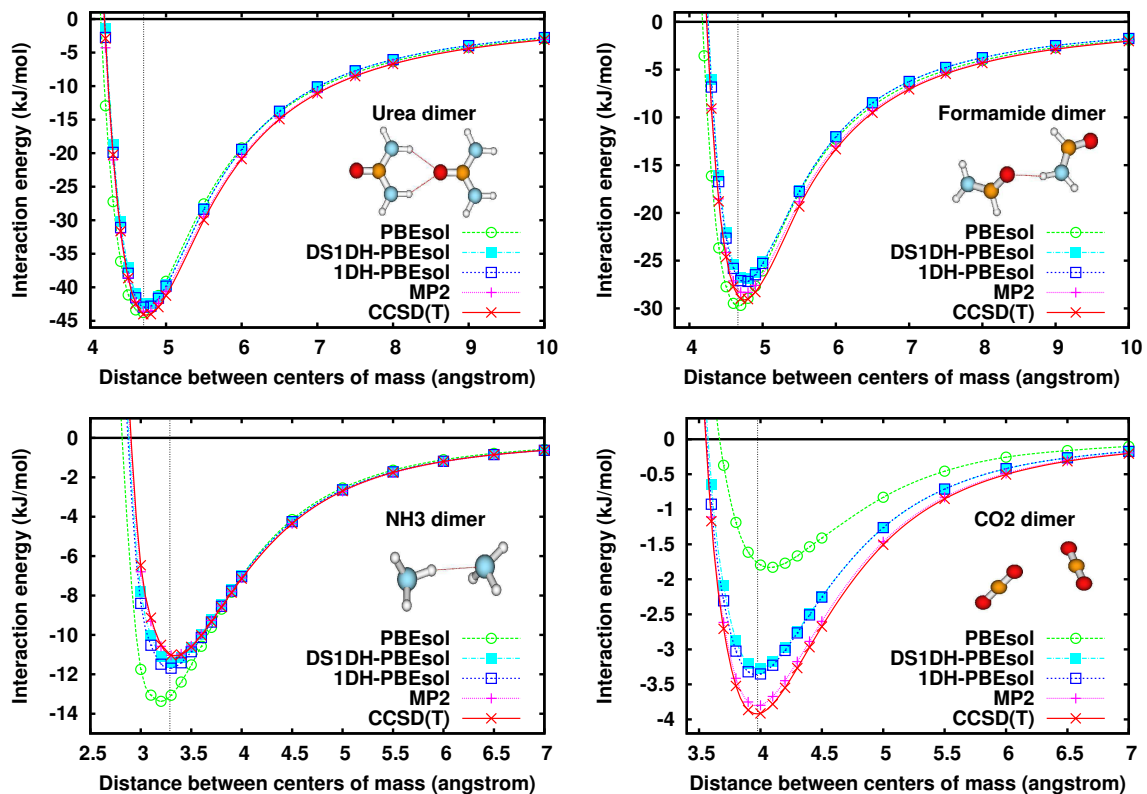 0
-5
-10
-15
-20
-25
-30
-35
-40
-45
4 5 6 7 8 9 10
Interaction energy (kJ/mol)
Distance between centers of mass (angstrom)
Urea dimer
PBEsol
DS1DH-PBEsol
1DH-PBEsol
MP2
CCSD(T)
0
-5
-10
-15
-20
-25
-30
4 5 6 7 8 9 10
Interaction energy (kJ/mol)
Distance between centers of mass (angstrom)
Formamide dimer
PBEsol
DS1DH-PBEsol
1DH-PBEsol
MP2
CCSD(T)
0
-2
-4
-6
-8
-10
-12
-14
2.5 3 3.5 4 4.5 5 5.5 6 6.5 7
Interaction energy (kJ/mol)
Distance between centers of mass (angstrom)
NH3 dimer
PBEsol
DS1DH-PBEsol
1DH-PBEsol
MP2
CCSD(T)
0
-0.5
-1
-1.5
-2
-2.5
-3
-3.5
-4
3.5 4 4.5 5 5.5 6 6.5 7
Interaction energy (kJ/mol)
Distance between centers of mass (angstrom)
CO2 dimer
PBEsol
DS1DH-PBEsol
1DH-PBEsol
MP2
CCSD(T)